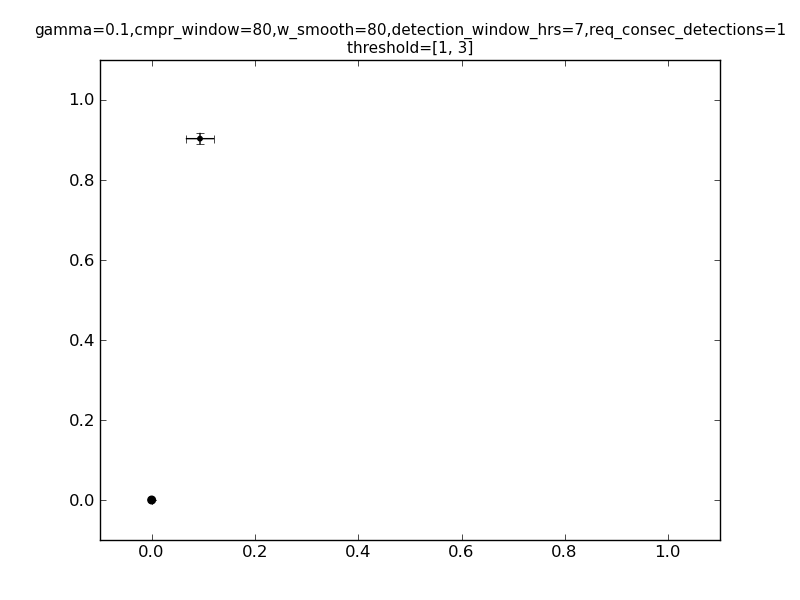 gamma=0.1,cmpr_window=80,w_smooth=80,detection_window_hrs=7,req_consec_detections=1
threshold=[1, 3]
1.0
0.8
0.6
0.4
0.2
0.0
0.0 0.2 0.4 0.6 0.8 1.0